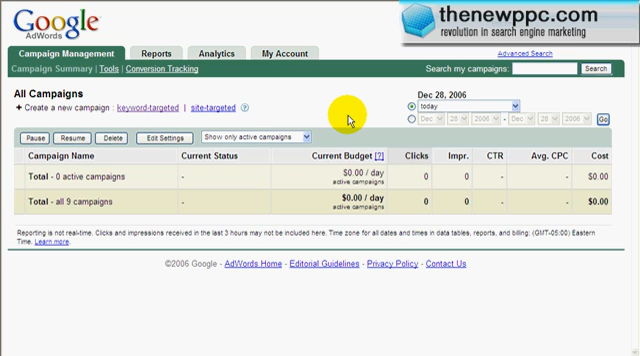 Google
AdWords
thenewppc.com
revolution in search engine marketing
Campaign Management Reports Analytics My Account
Advanced Search
Campaign Summary | Tools | Conversion Tracking
Search my campaigns: Search
All Campaigns
+ Create a new campaign : keyword-targeted | site-targeted ?
Dec 28, 2006
today
Dec 28 2006 - Dec 28 2006 Go
Pause Resume Delete Edit Settings Show only active campaigns
Campaign Name Current Status Current Budget [?] Clicks Impr. CTR Avg. CPC Cost
Total - 0 active campaigns - $0.00 / day 0 0 - - $0.00
active campaigns
Total - all 9 campaigns - $0.00 / day 0 0 - - $0.00
active campaigns
Reporting is not real-time. Clicks and impressions received in the last 3 hours may not be included here. Time zone for all dates and times in data tables, reports, and billing: (GMT-05:00) Eastern
Time. Learn more.
©2006 Google - AdWords Home - Editorial Guidelines - Privacy Policy - Contact Us